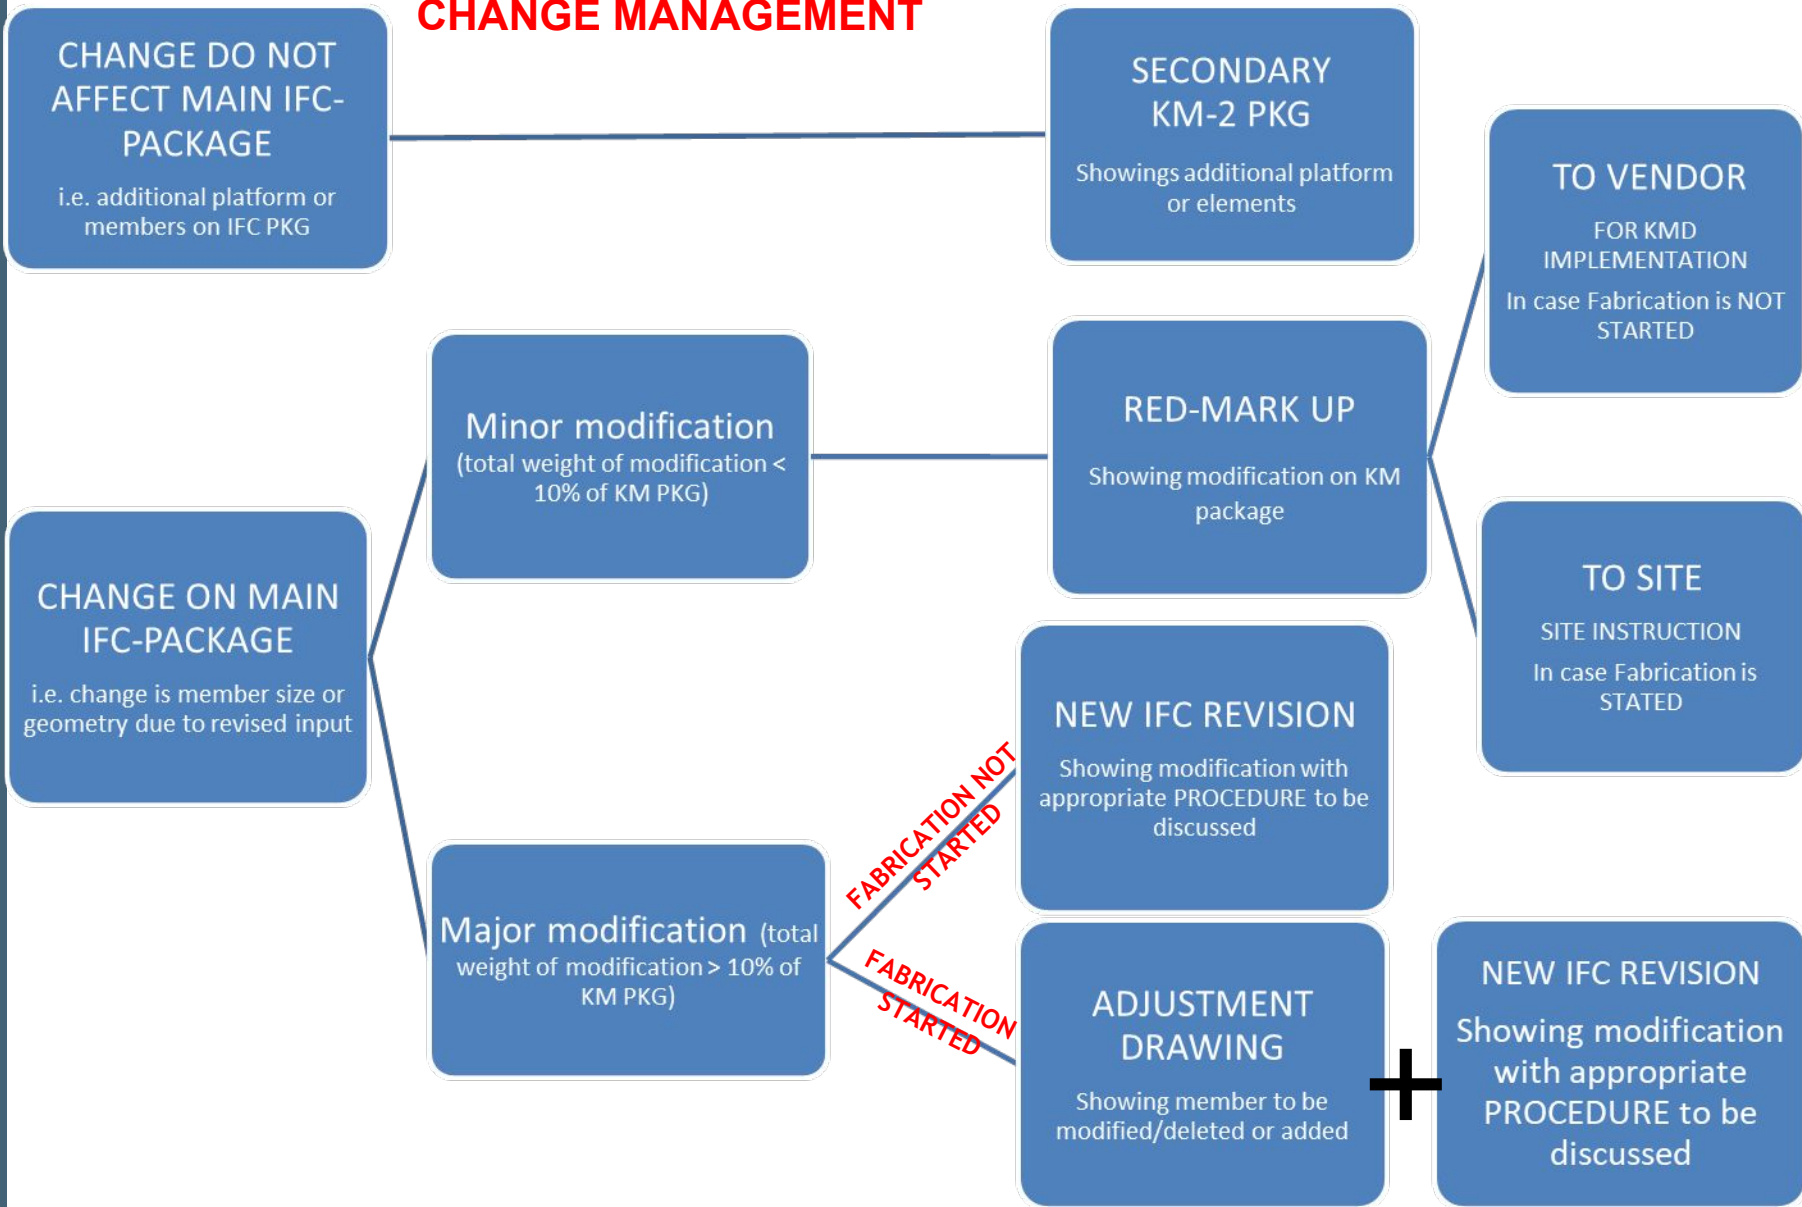 CHANGE MANAGEMENT
CHANGE DO NOT
AFFECT MAIN IFC-
PACKAGE
i.e. additional platform or
members on IFC PKG
SECONDARY
KM-2 PKG
Showings additional platform
or elements
TO VENDOR
FOR KMD
IMPLEMENTATION
In case Fabrication is NOT
STARTED
Minor modification
(total weight of modification <
10% of KM PKG)
RED-MARK UP
Showing modification on KM
package
TO SITE
SITE INSTRUCTION
In case Fabrication is
STATED
CHANGE ON MAIN
IFC-PACKAGE
i.e. change is member size or
geometry due to revised input
Major modification (total
weight of modification > 10% of
KM PKG)
FABRICATION NOT
STARTED
NEW IFC REVISION
Showing modification with
appropriate PROCEDURE to be
discussed
FABRICATION
STARTED
ADJUSTMENT
DRAWING
Showing member to be
modified/deleted or added
+
NEW IFC REVISION
Showing modification
with appropriate
PROCEDURE to be
discussed